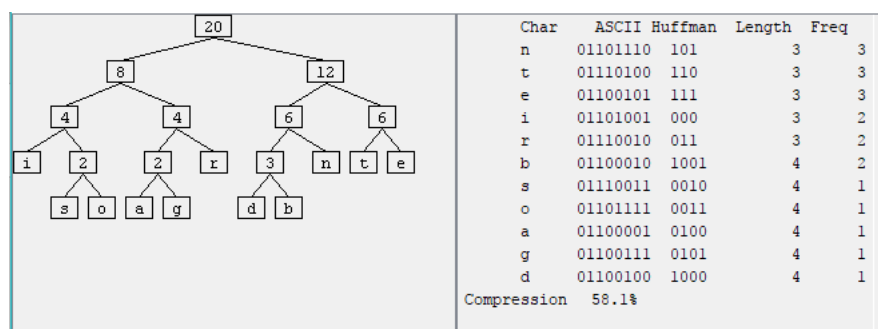 20
8 12
4 4 6 6
i 2 2 r 3 n t e
s o a g d b
Char ASCII Huffman Length Freq
n 01101110 101 3 3
t 01110100 110 3 3
e 01100101 111 3 3
i 01101001 000 3 2
r 01110010 011 3 2
b 01100010 1001 4 2
s 01110011 0010 4 1
o 01101111 0011 4 1
a 01100001 0100 4 1
g 01100111 0101 4 1
d 01100100 1000 4 1
Compression 58.1%